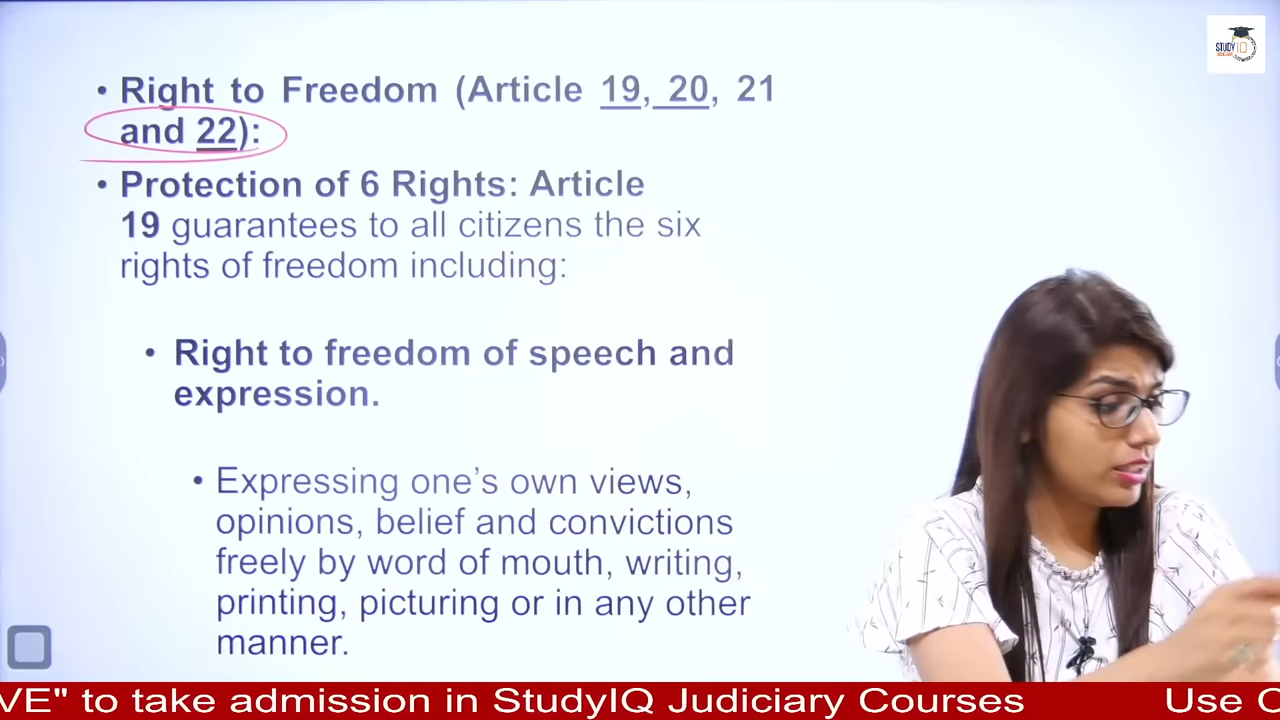 STUDY IQ
• Right to Freedom (Article 19, 20, 21
and 22):
• Protection of 6 Rights: Article
19 guarantees to all citizens the six
rights of freedom including:
• Right to freedom of speech and
expression.
• Expressing one’s own views,
opinions, belief and convictions
freely by word of mouth, writing,
printing, picturing or in any other
manner.
VE" to take admission in StudyIQ Judiciary Courses Use C